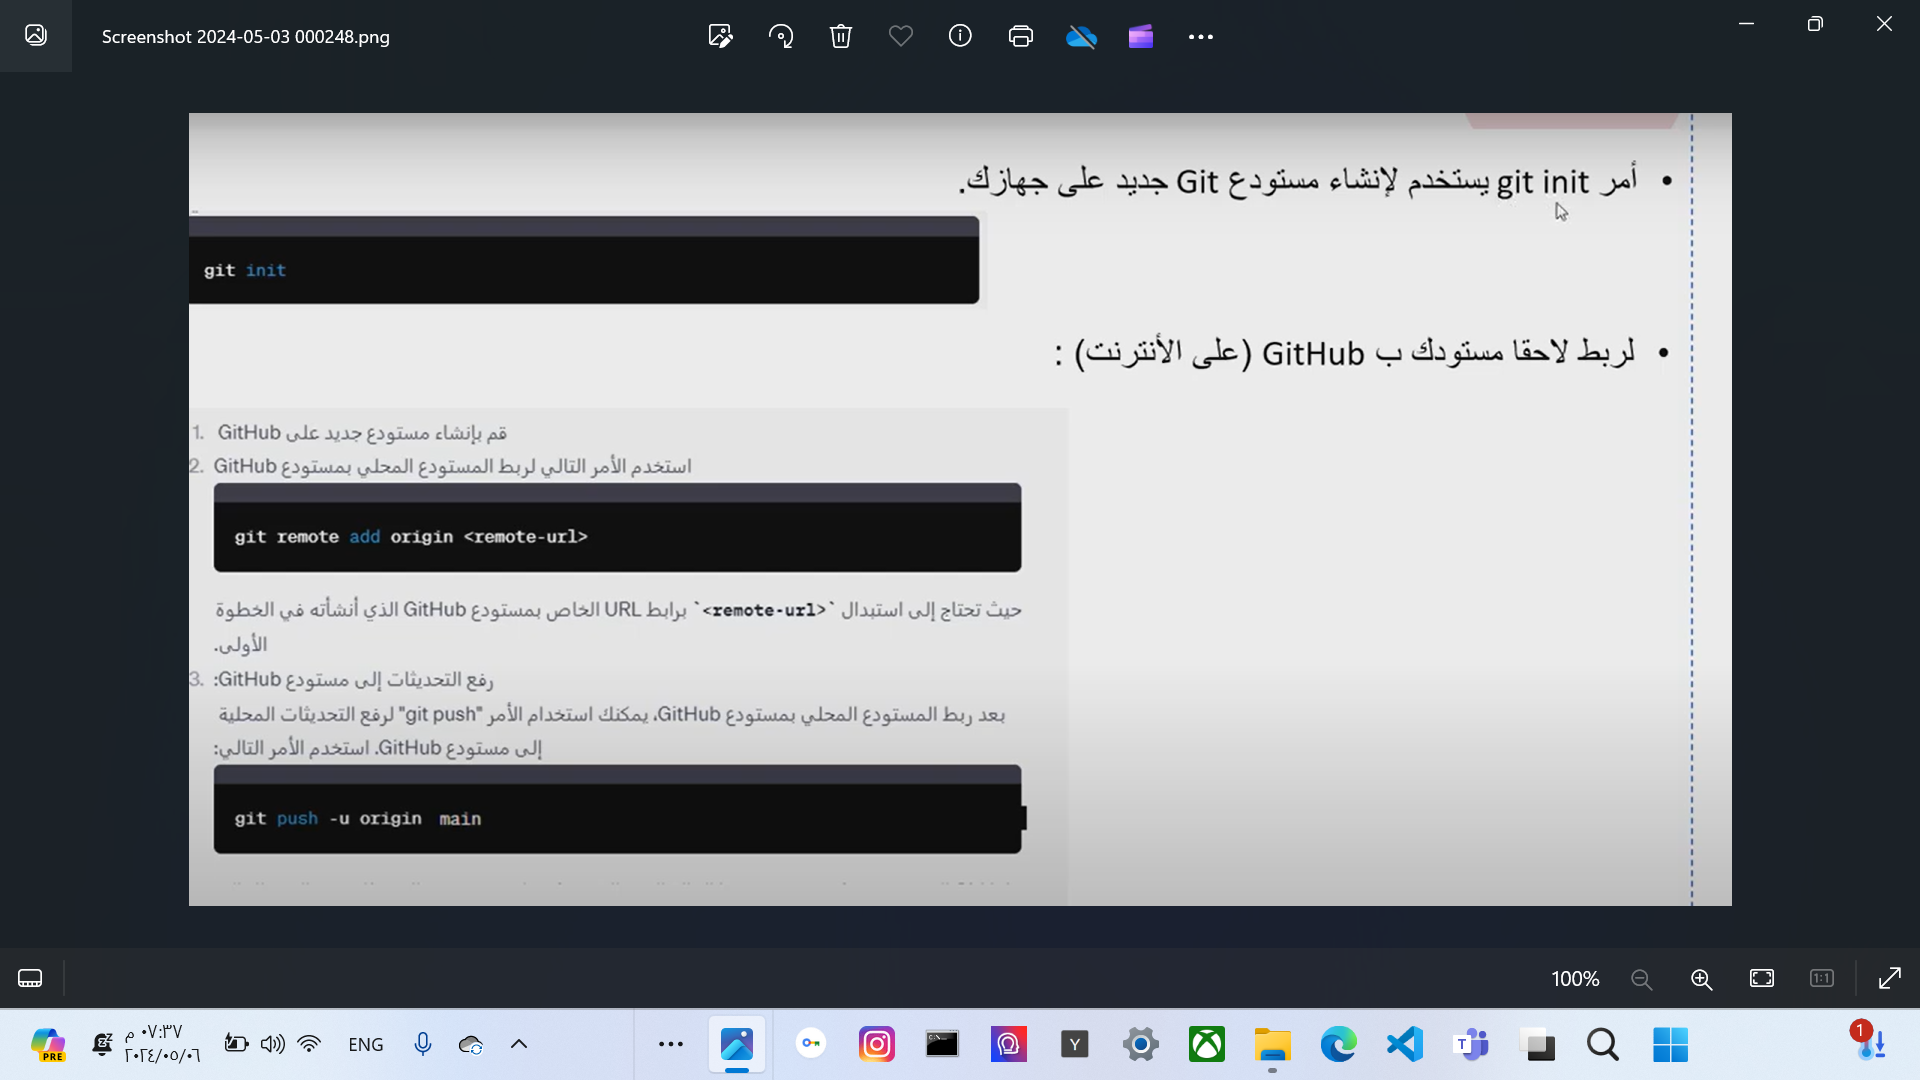 Screenshot 2024-05-03 000248.png
• أمر git init يستخدم لإنشاء مستودع Git جديد على جهازك.
git init
• لربط لاحقا مستودك ب GitHub (على الأنترنت) :
1. قم بإنشاء مستودع جديد على GitHub
2. استخدم الأمر التالي لربط المستودع المحلي بمستودع GitHub
git remote add origin <remote-url>
حيث تحتاج إلى استبدال `<remote-url>` برابط URL الخاص بمستودع GitHub الذي أنشأته في الخطوة
الأولى.
3. رفع التحديثات إلى مستودع GitHub:
بعد ربط المستودع المحلي بمستودع GitHub، يمكنك استخدام الأمر "git push" لرفع التحديثات المحلية
إلى مستودع GitHub. استخدم الأمر التالي:
git push -u origin main
100%
1:1
PRE
٠٧:٣٧ م
٢٠٢٤/٠٥/٠٦
ENG
Y
T
1